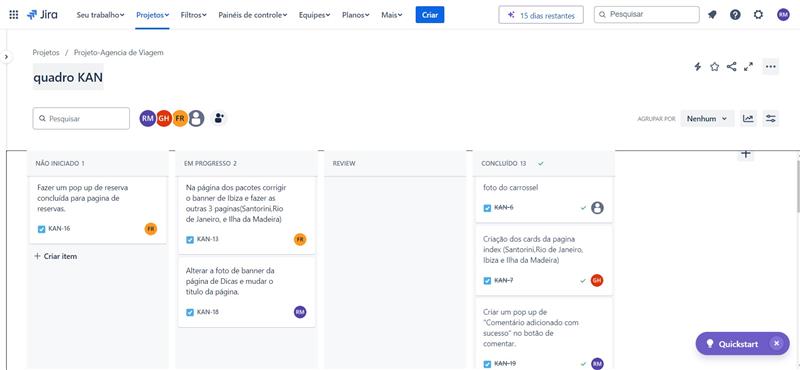 Jira
Seu trabalho
Projetos
Filtros
Painéis de controle
Equipes
Planos
Mais
Criar
15 dias restantes
Pesquisar
RM
Projetos / Projeto-Agencia de Viagem
quadro KAN
Pesquisar
RM GH FR
AGRUPAR POR
Nenhum
NÃO INICIADO 1
Fazer um pop up de reserva
concluída para pagina de
reservas.
KAN-16
FR
Criar item
EM PROGRESSO 2
Na página dos pacotes corrigir
o banner de Ibiza e fazer as
outras 3 paginas(Santorini,Rio
de Janeiro, e Ilha da Madeira)
KAN-13
FR
Alterar a foto de banner da
página de Dicas e mudar o
titulo da página.
KAN-18
RM
REVIEW
CONCLUÍDO 13
foto do carrossel
KAN-6
Criação dos cards da pagina
index (Santorini,Rio de Janeiro,
Ibiza e Ilha da Madeira)
KAN-7
GH
Criar um pop up de
"Comentário adicionado com
sucesso" no botão de
comentar.
KAN-19
RM
Quickstart